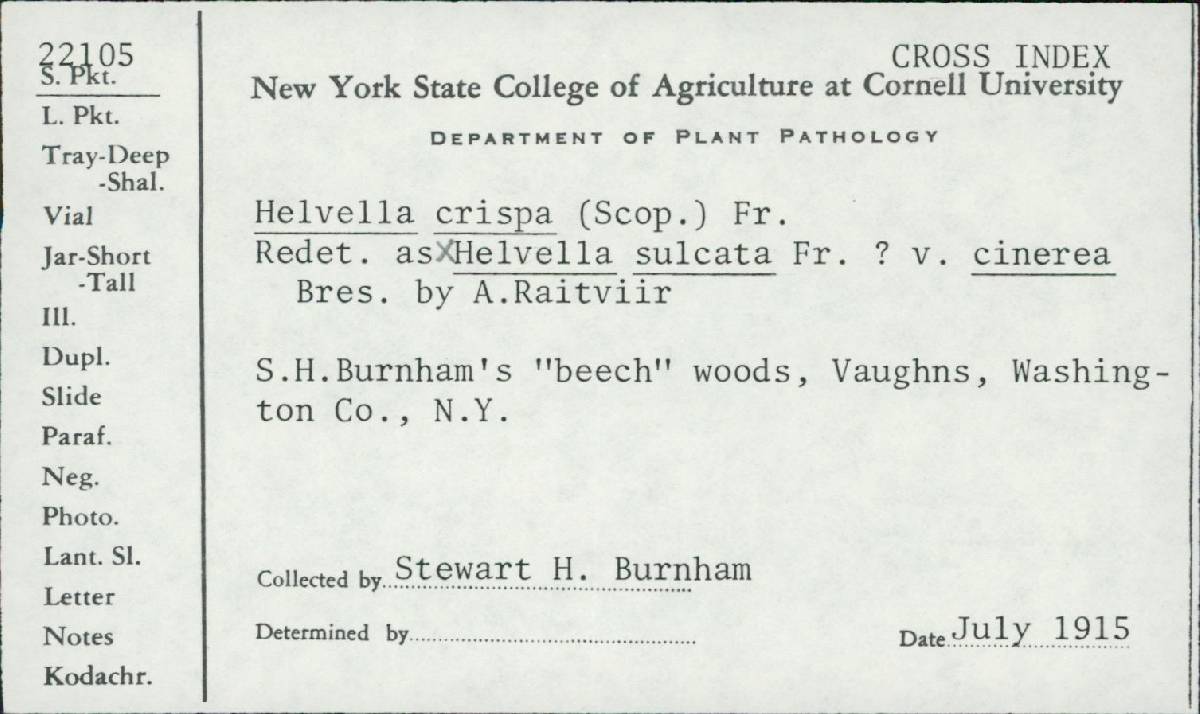 22105
S. Pkt.
L. Pkt.
Tray-Deep
-Shal.
Vial
Jar-Short
-Tall
Ill.
Dupl.
Slide
Paraf.
Neg.
Photo.
Lant. Sl.
Letter
Notes
Kodachr.
CROSS INDEX
New York State College of Agriculture at Cornell University
DEPARTMENT OF PLANT PATHOLOGY
Helvella crispa (Scop.) Fr.
Redet. as XHelvella sulcata Fr. ? v. cinerea
Bres. by A.Raitviir
S.H.Burnham's "beech" woods, Vaughns, Washing-
ton Co., N.Y.
Collected by Stewart H. Burnham
Determined by
Date July 1915